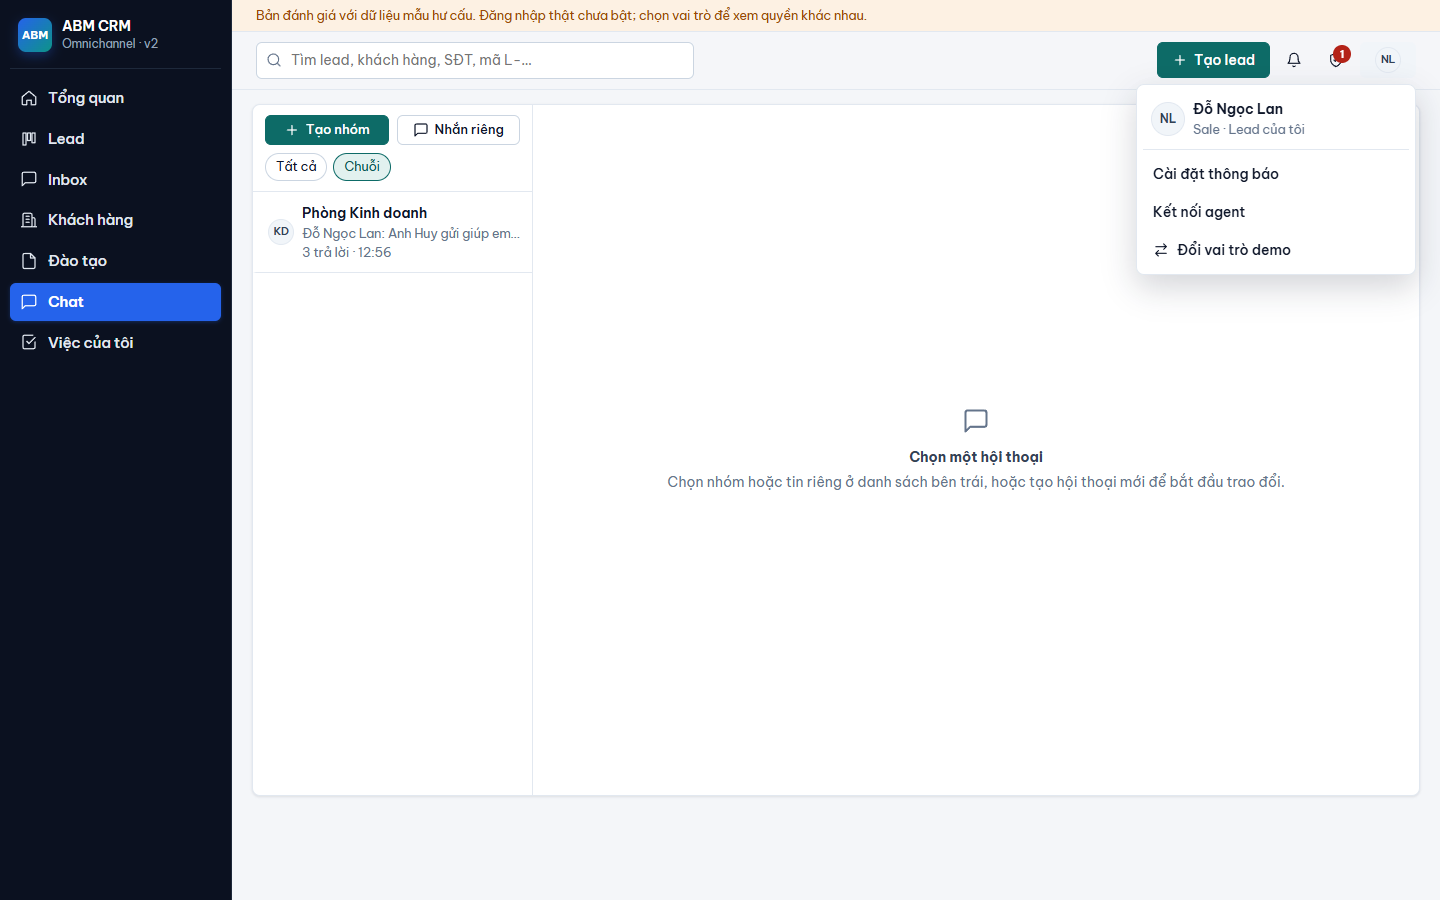 ABM
ABM CRM
Omnichannel · v2
Tổng quan
Lead
Inbox
Khách hàng
Đào tạo
Chat
Việc của tôi
Bản đánh giá với dữ liệu mẫu hư cấu. Đăng nhập thật chưa bật; chọn vai trò để xem quyền khác nhau.
Tìm lead, khách hàng, SĐT, mã L-...
Tạo lead
1
NL
Tạo nhóm
Nhắn riêng
Tất cả
Chuỗi
KD
Phòng Kinh doanh
Đỗ Ngọc Lan: Anh Huy gửi giúp em...
3 trả lời · 12:56
NL
Đỗ Ngọc Lan
Sale · Lead của tôi
Cài đặt thông báo
Kết nối agent
Đổi vai trò demo
Chọn một hội thoại
Chọn nhóm hoặc tin riêng ở danh sách bên trái, hoặc tạo hội thoại mới để bắt đầu trao đổi.